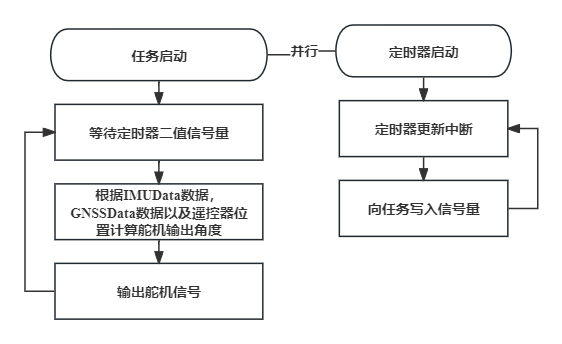 任务启动
并行
定时器启动
等待定时器二值信号量
定时器更新中断
根据IMUData数据，
GNSSData数据以及遥控器位
置计算舵机输出角度
向任务写入信号量
输出舵机信号